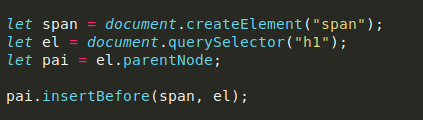 let span = document.createElement("span");
let el = document.querySelector("h1");
let pai = el.parentNode;
pai.insertBefore(span, el);